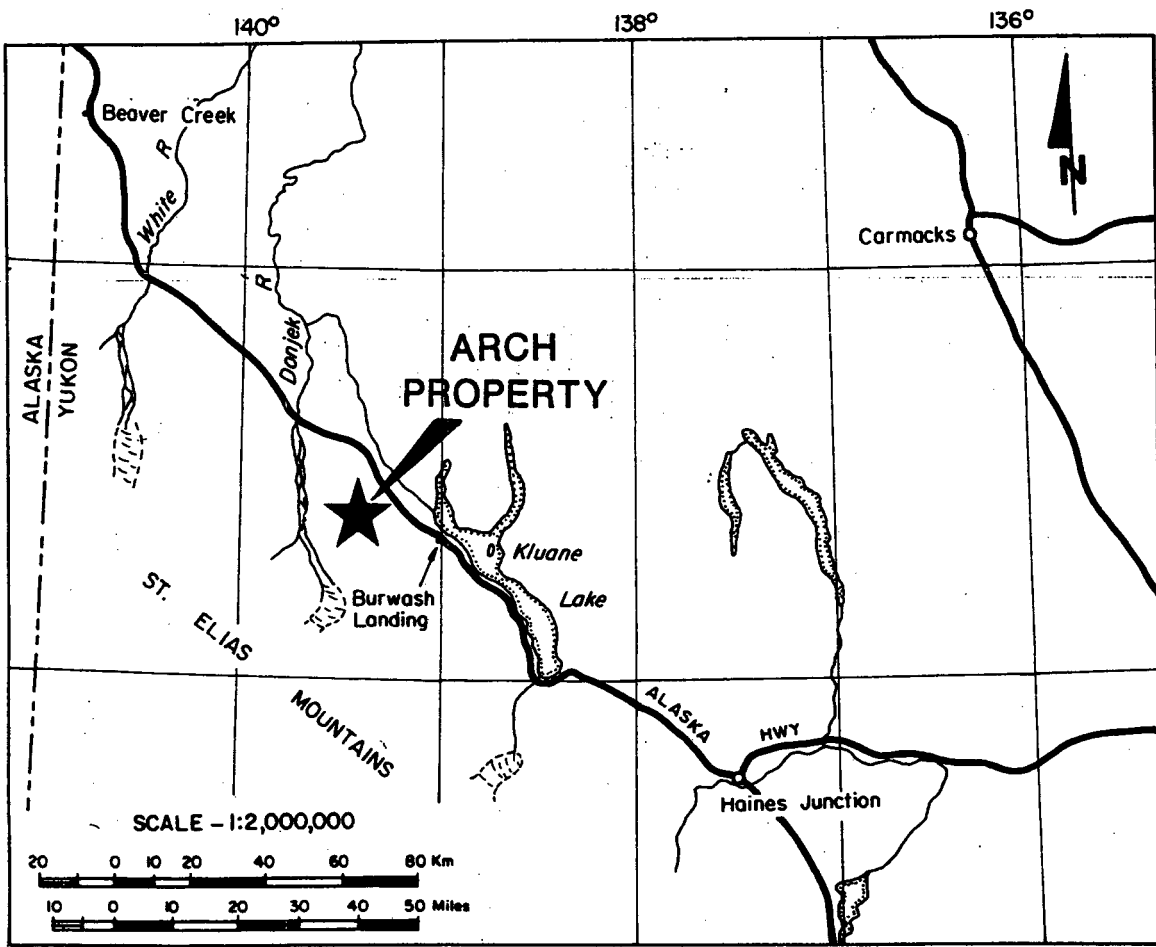 140°
138°
136°
Beaver Creek
White R
N
Carmacks
Donjek R
ARCH
PROPERTY
ALASKA
YUKON
Kluane
Lake
Burwash
Landing
ST. ELIAS
MOUNTAINS
ALASKA
HWY
Haines Junction
SCALE – 1:2,000,000
20 0 10 20 40 60 80 Km
10 0 10 20 30 40 50 Miles